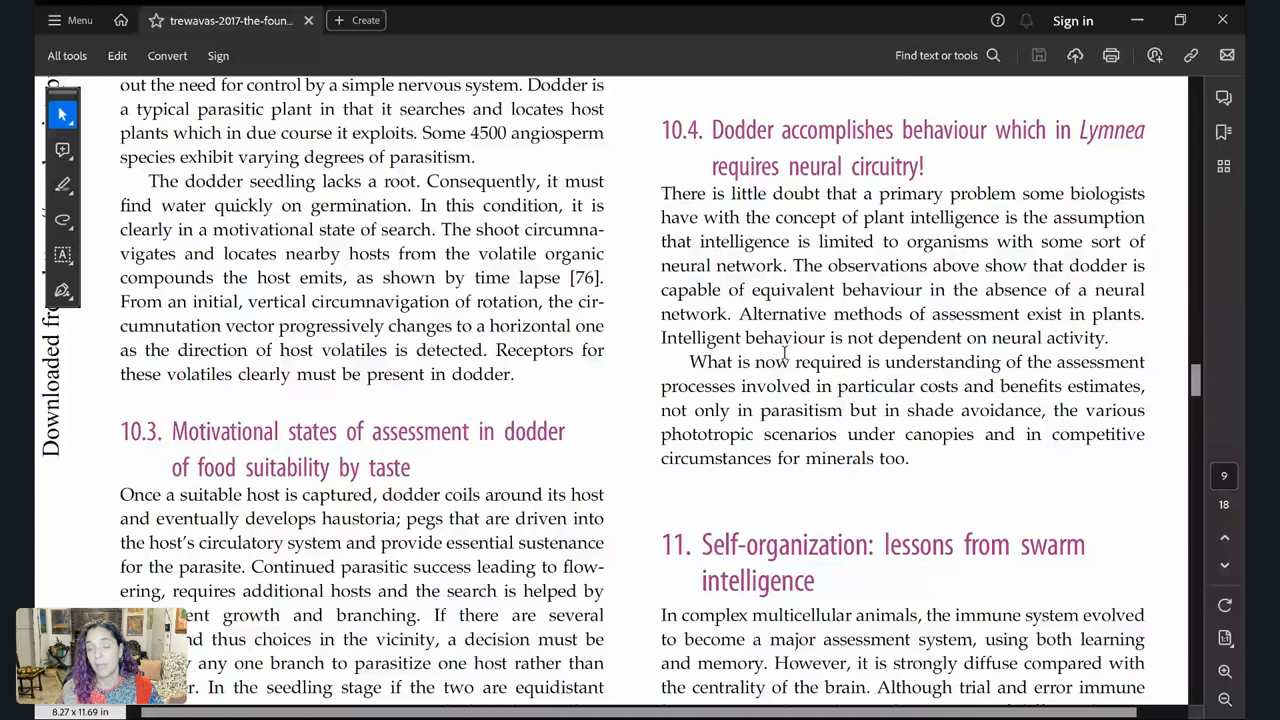 Menu
trewavas-2017-the-foun...
Create
Sign in
All tools
Edit
Convert
Sign
Find text or tools
out the need for control by a simple nervous system. Dodder is
a typical parasitic plant in that it searches and locates host
plants which in due course it exploits. Some 4500 angiosperm
species exhibit varying degrees of parasitism.
The dodder seedling lacks a root. Consequently, it must
find water quickly on germination. In this condition, it is
clearly in a motivational state of search. The shoot circumna-
vigates and locates nearby hosts from the volatile organic
compounds the host emits, as shown by time lapse [76].
From an initial, vertical circumnavigation of rotation, the cir-
cumnutation vector progressively changes to a horizontal one
as the direction of host volatiles is detected. Receptors for
these volatiles clearly must be present in dodder.
10.3. Motivational states of assessment in dodder
of food suitability by taste
Once a suitable host is captured, dodder coils around its host
and eventually develops haustoria; pegs that are driven into
the host's circulatory system and provide essential sustenance
for the parasite. Continued parasitic success leading to flow-
ering, requires additional hosts and the search is helped by
growth and branching. If there are several
thus choices in the vicinity, a decision must be
any one branch to parasitize one host rather than
In the seedling stage if the two are equidistant
10.4. Dodder accomplishes behaviour which in Lymnea
requires neural circuitry!
There is little doubt that a primary problem some biologists
have with the concept of plant intelligence is the assumption
that intelligence is limited to organisms with some sort of
neural network. The observations above show that dodder is
capable of equivalent behaviour in the absence of a neural
network. Alternative methods of assessment exist in plants.
Intelligent behaviour is not dependent on neural activity.
What is now required is understanding of the assessment
processes involved in particular costs and benefits estimates,
not only in parasitism but in shade avoidance, the various
phototropic scenarios under canopies and in competitive
circumstances for minerals too.
11. Self-organization: lessons from swarm
intelligence
In complex multicellular animals, the immune system evolved
to become a major assessment system, using both learning
and memory. However, it is strongly diffuse compared with
the centrality of the brain. Although trial and error immune
Downloaded
9
18
8.27 x 11.69 in